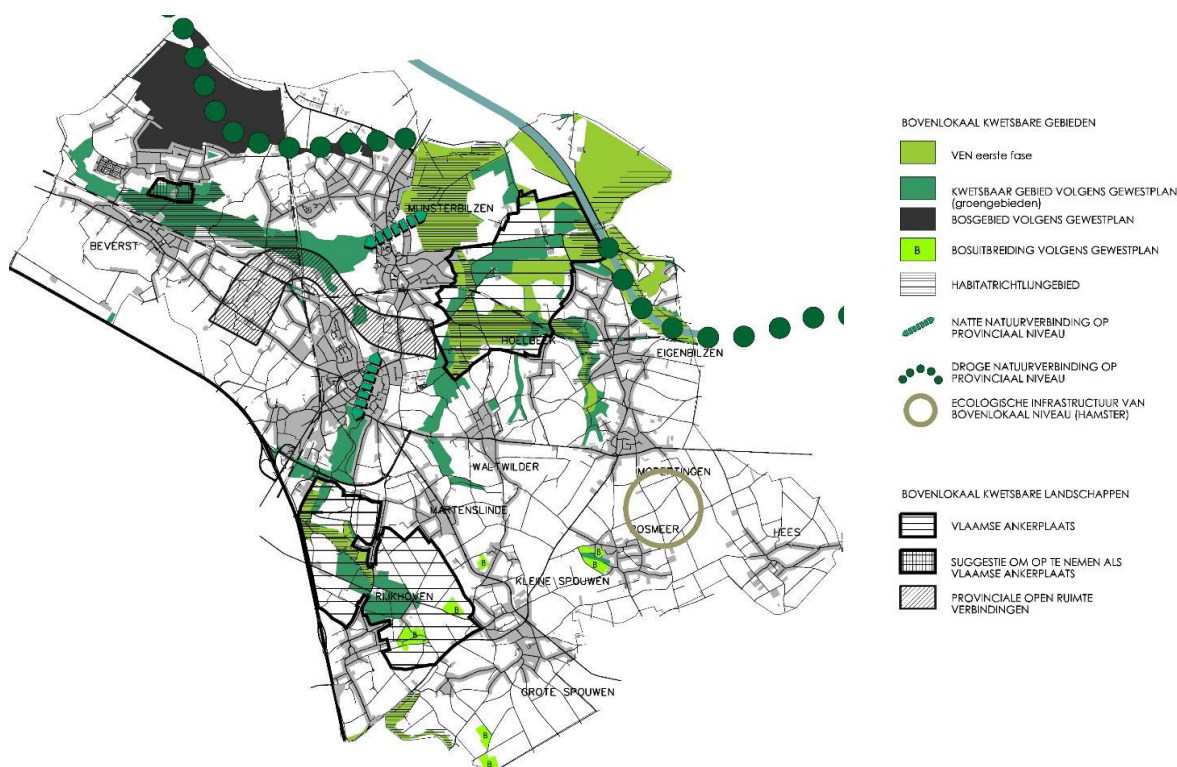 MUNSTERBILZEN
BEVERST
HOELBEEK
EIGENBILZEN
WALTWILDER
MOPERTINGEN
MARTENSLINDE
ROSMEER
HEES
B
B
B
KLEINE SPOUWEN
RIJKHOVEN
B
B
GROTE SPOUWEN
B
B
BOVENLOKAAL KWETSBARE GEBIEDEN
VEN eerste fase
KWETSBAAR GEBIED VOLGENS GEWESTPLAN
(groengebieden)
BOSGEBIED VOLGENS GEWESTPLAN
B
BOSUITBREIDING VOLGENS GEWESTPLAN
HABITATRICHTLIJNGEBIED
NATTE NATUURVERBINDING OP
PROVINCIAAL NIVEAU
DROGE NATUURVERBINDING OP
PROVINCIAAL NIVEAU
ECOLOGISCHE INFRASTRUCTUUR VAN
BOVENLOKAAL NIVEAU (HAMSTER)
BOVENLOKAAL KWETSBARE LANDSCHAPPEN
VLAAMSE ANKERPLAATS
SUGGESTIE OM OP TE NEMEN ALS
VLAAMSE ANKERPLAATS
PROVINCIALE OPEN RUIMTE
VERBINDINGEN